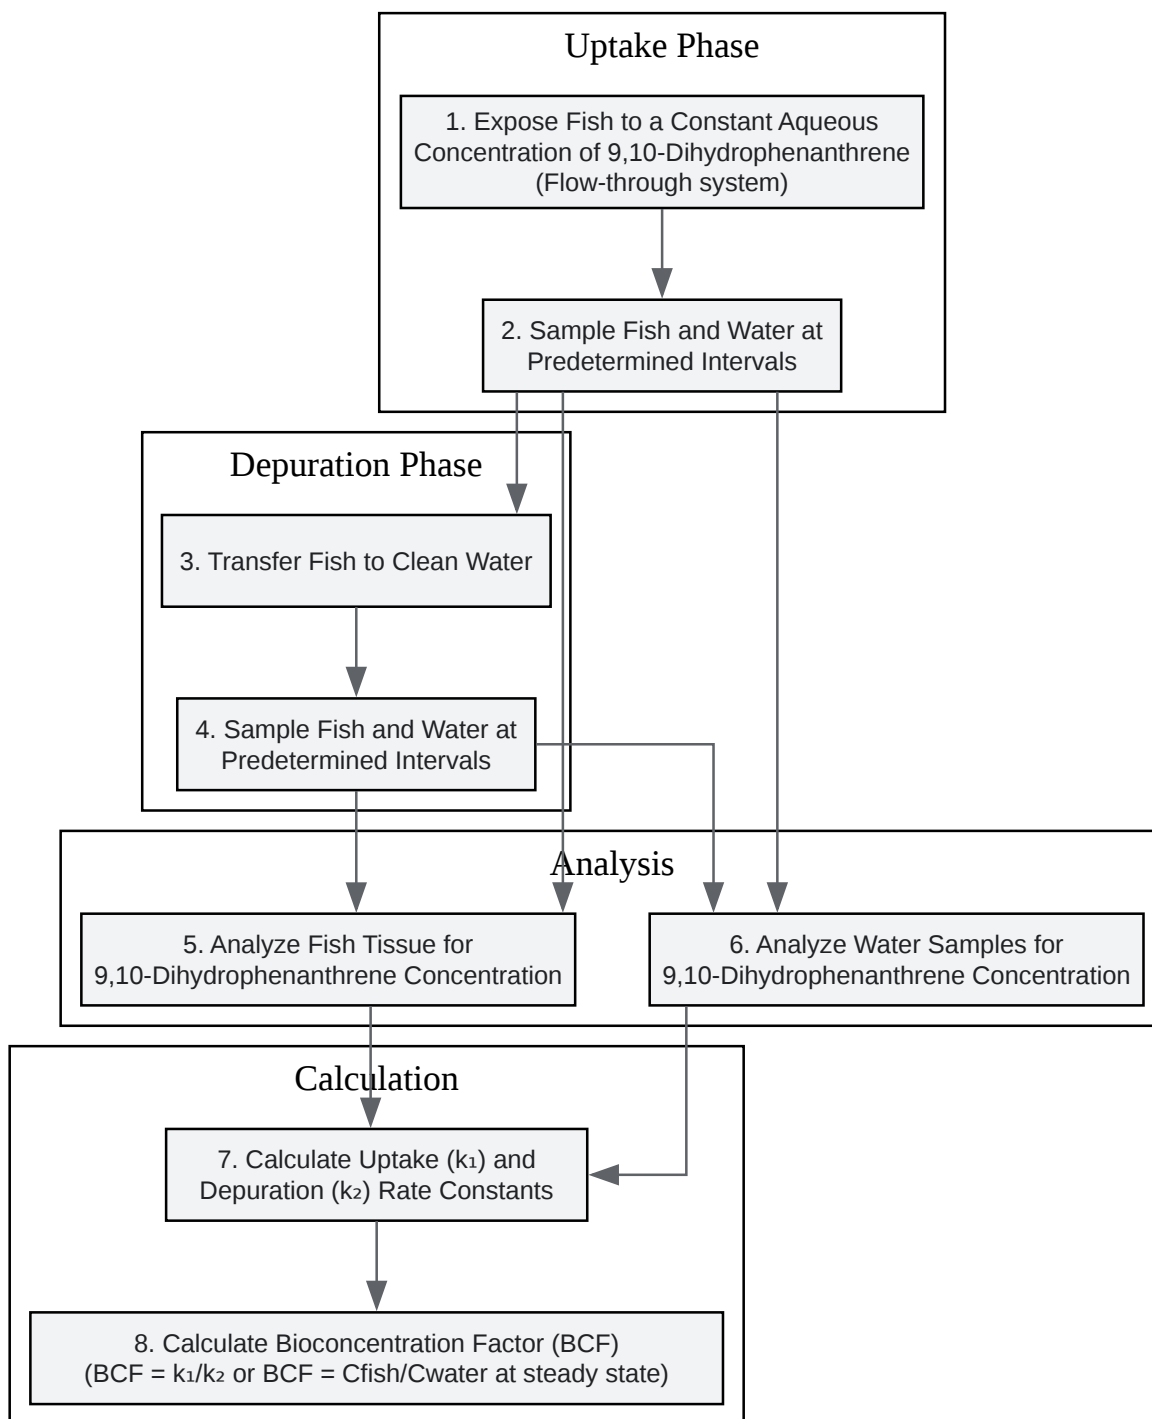 Uptake Phase
1. Expose Fish to a Constant Aqueous
Concentration of 9,10-Dihydrophenanthrene
(Flow-through system)
2. Sample Fish and Water at
Predetermined Intervals
Depuration Phase
3. Transfer Fish to Clean Water
4. Sample Fish and Water at
Predetermined Intervals
Analysis
5. Analyze Fish Tissue for
9,10-Dihydrophenanthrene Concentration
6. Analyze Water Samples for
9,10-Dihydrophenanthrene Concentration
Calculation
7. Calculate Uptake (k₁) and
Depuration (k₂) Rate Constants
8. Calculate Bioconcentration Factor (BCF)
(BCF = k₁/k₂ or BCF = Cfish/Cwater at steady state)